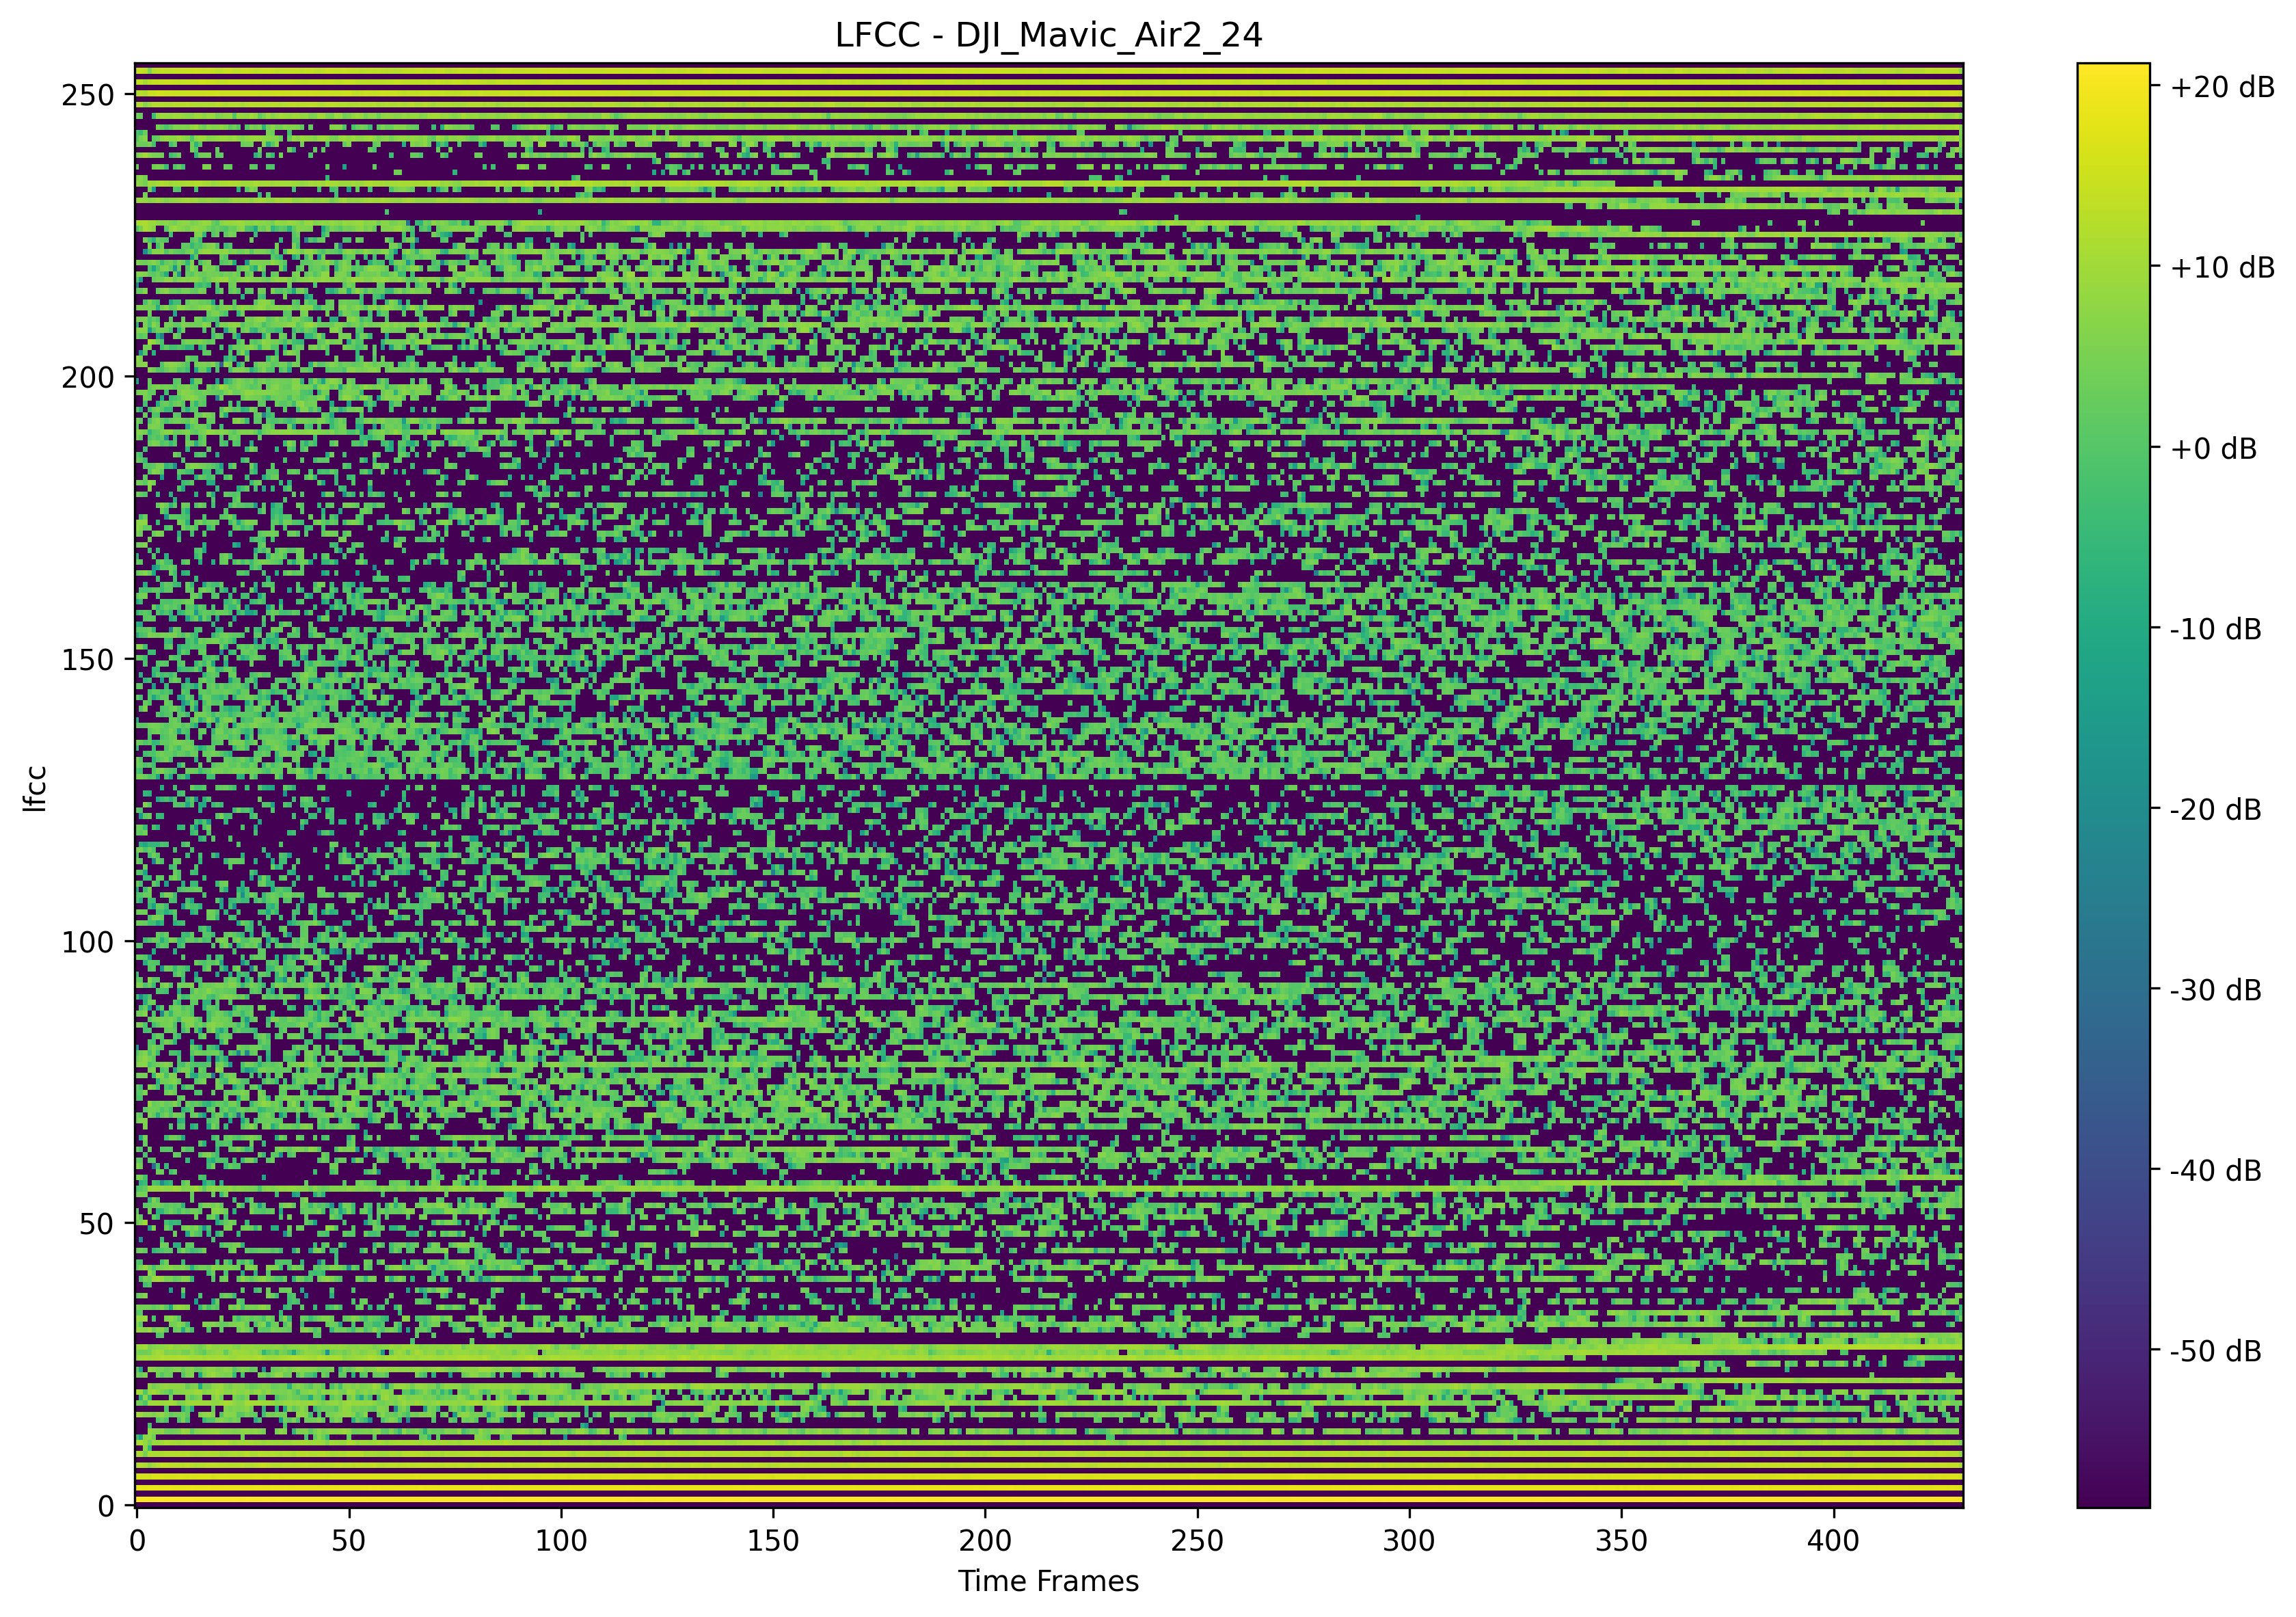 LFCC - DJI_Mavic_Air2_24
250
200
150
100
50
0
lfcc
0 50 100 150 200 250 300 350 400
Time Frames
+20 dB
+10 dB
+0 dB
-10 dB
-20 dB
-30 dB
-40 dB
-50 dB